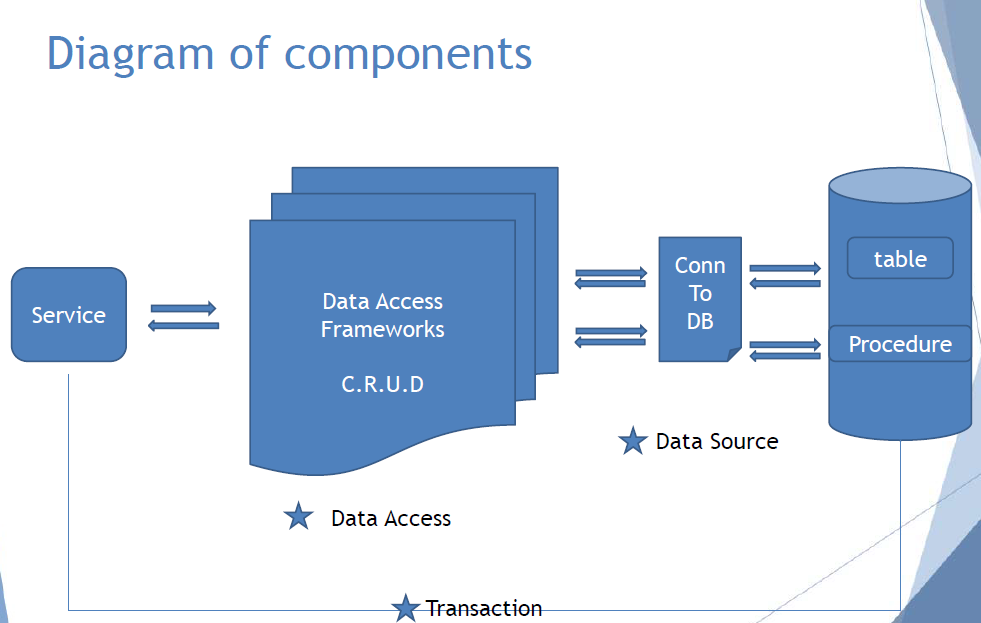 Diagram of components
Service
Data Access
Frameworks
C.R.U.D
Conn
To
DB
table
Procedure
Data Source
Data Access
Transaction